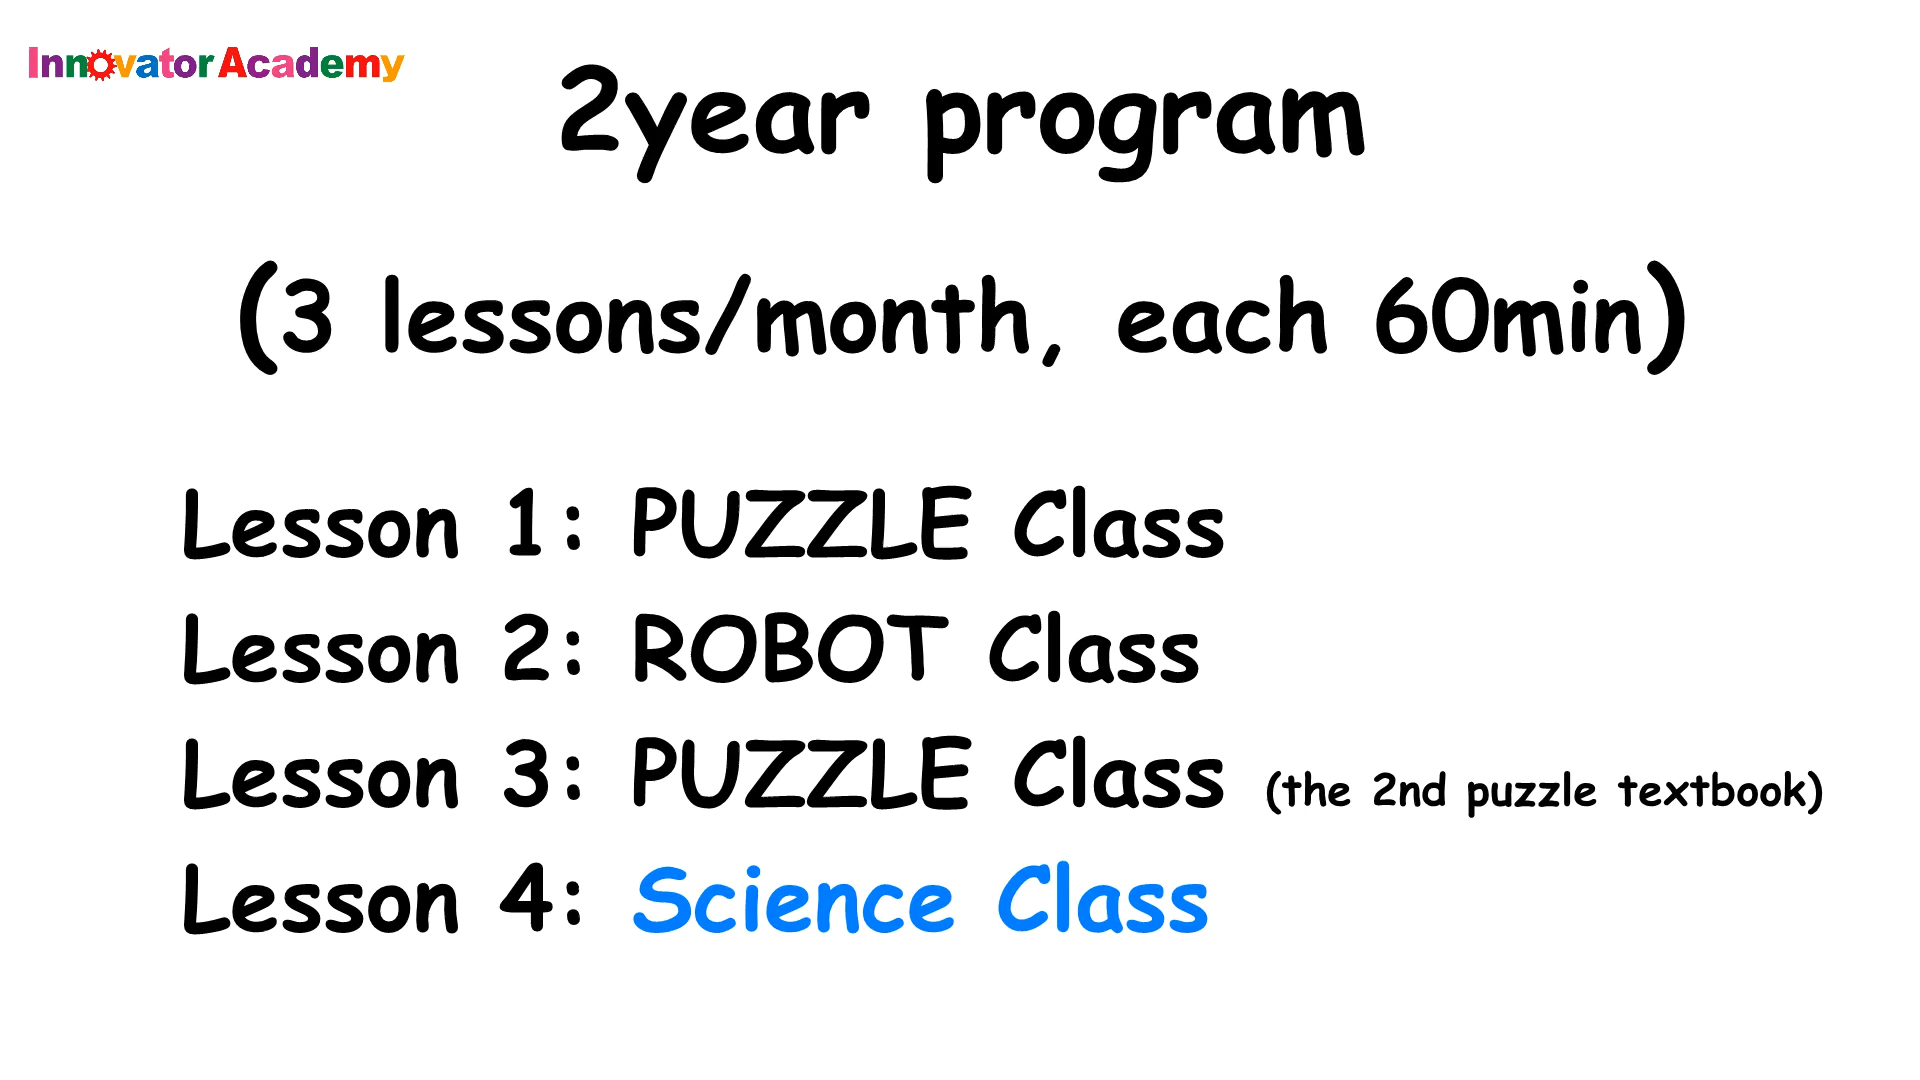 Innovator Academy
2year program
(3 lessons/month, each 60min)
Lesson 1: PUZZLE Class
Lesson 2: ROBOT Class
Lesson 3: PUZZLE Class (the 2nd puzzle textbook)
Lesson 4: Science Class